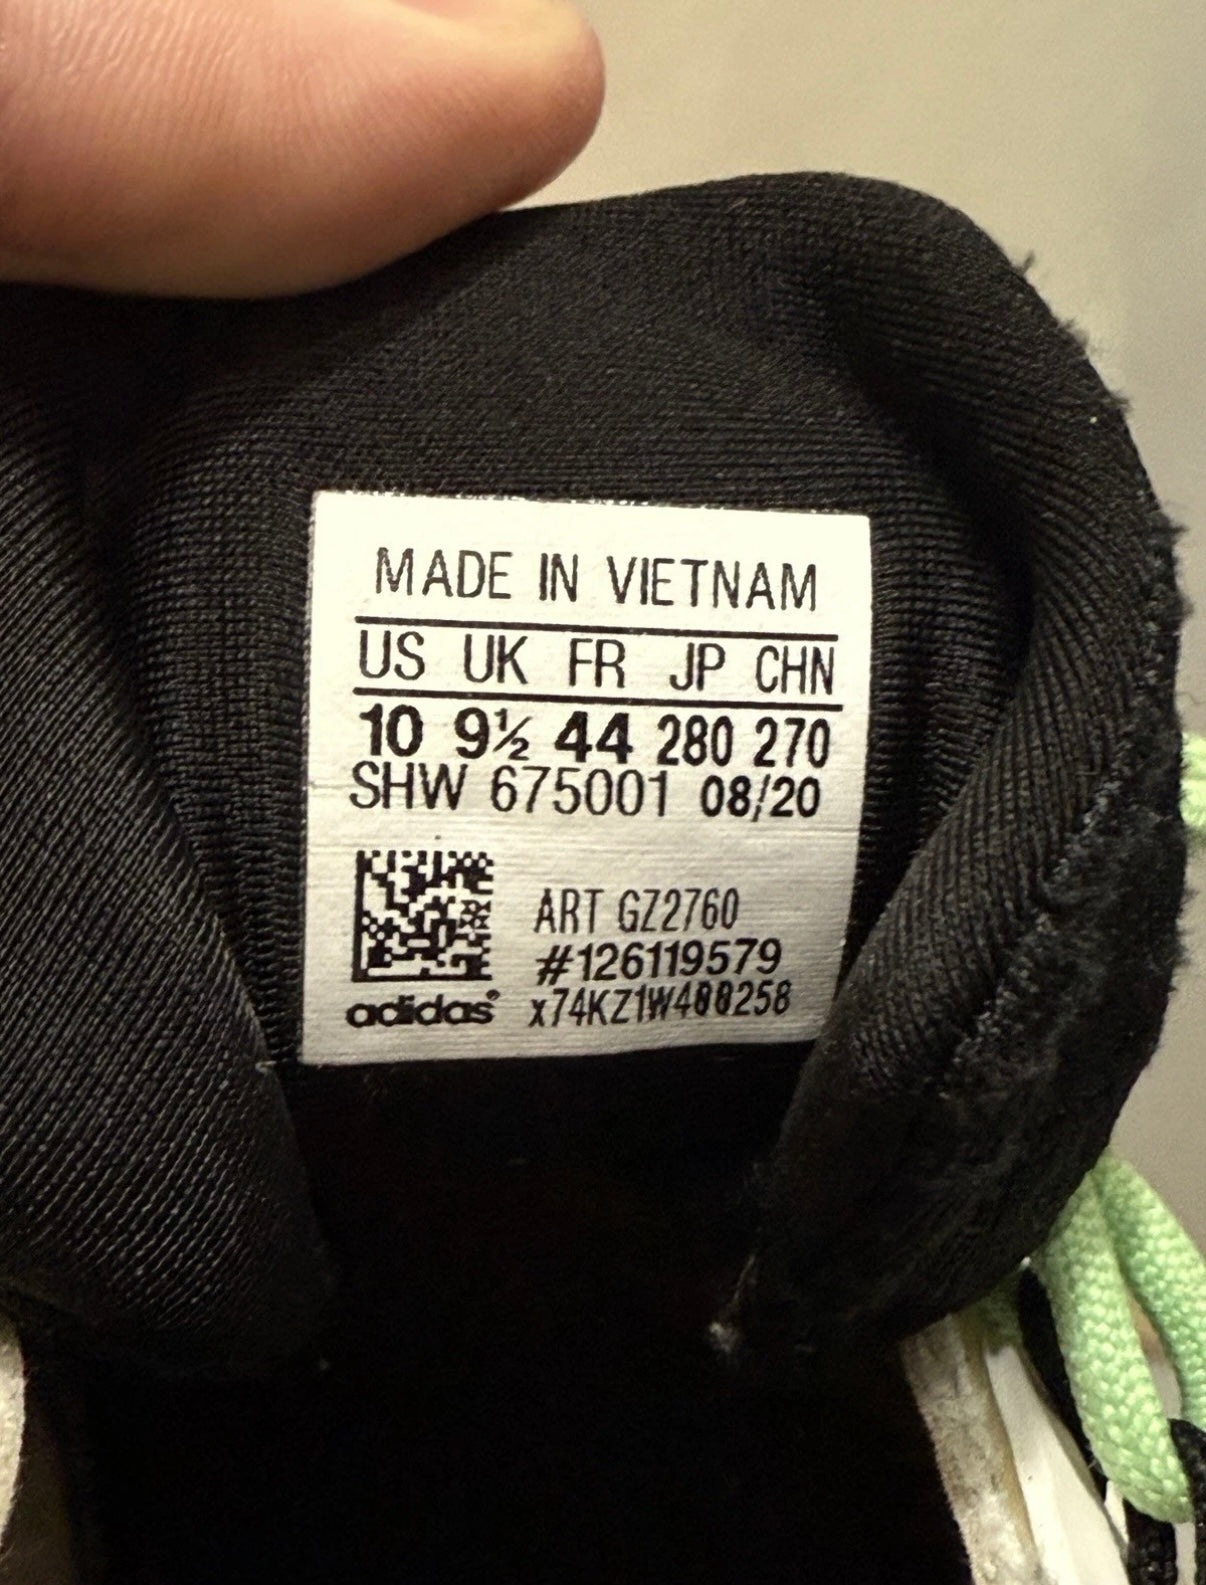 MADE IN VIETNAM
US UK FR JP CHN
10 9½ 44 280 270
SHW 675001 08/20
ART GZ2760
#126119579
adidas® x74KZ1W400258